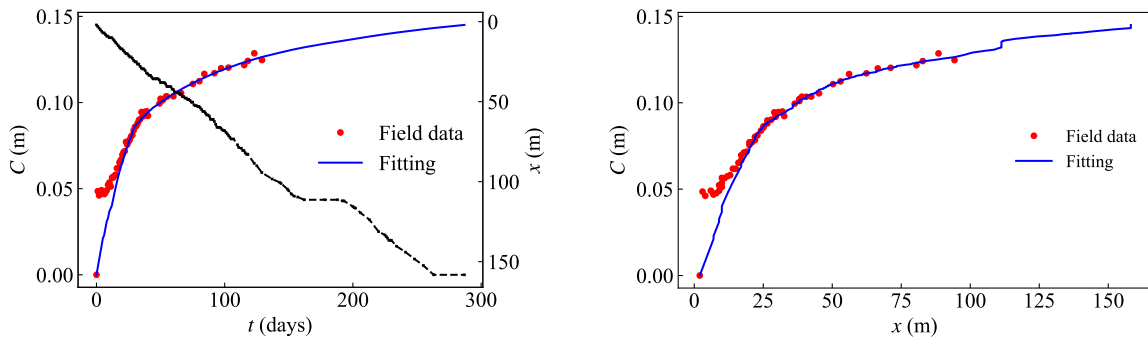 0.15
0.10
0.05
0.00
C (m)
0
50
100
150
x (m)
Field data
Fitting
0 100 200 300
t (days)
0.15
0.10
0.05
0.00
C (m)
Field data
Fitting
0 25 50 75 100 125 150
x (m)